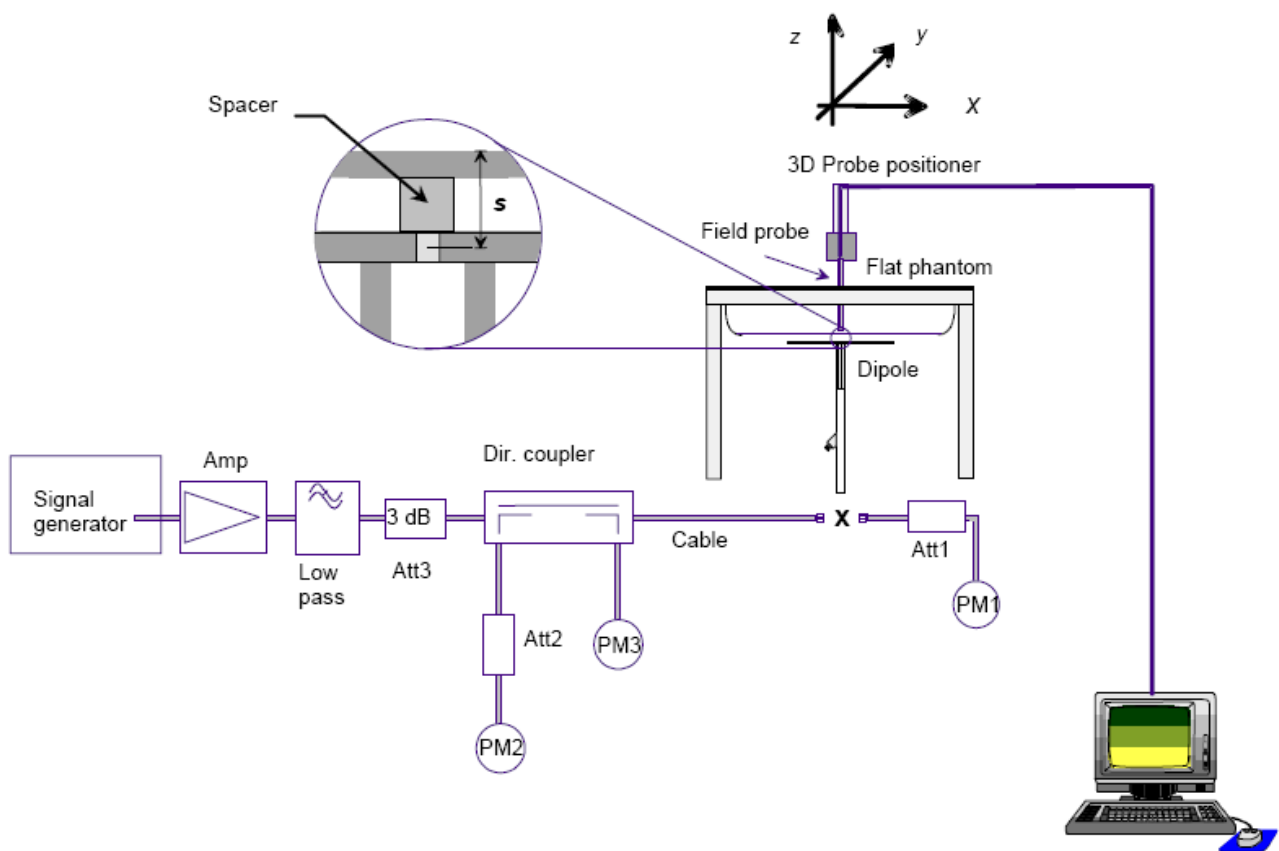 z
y
X
Spacer
s
3D Probe positioner
Field probe
Flat phantom
Dipole
Signal
generator
Amp
Low
pass
3 dB
Att3
Dir. coupler
Cable
X
Att1
PM1
Att2
PM3
PM2